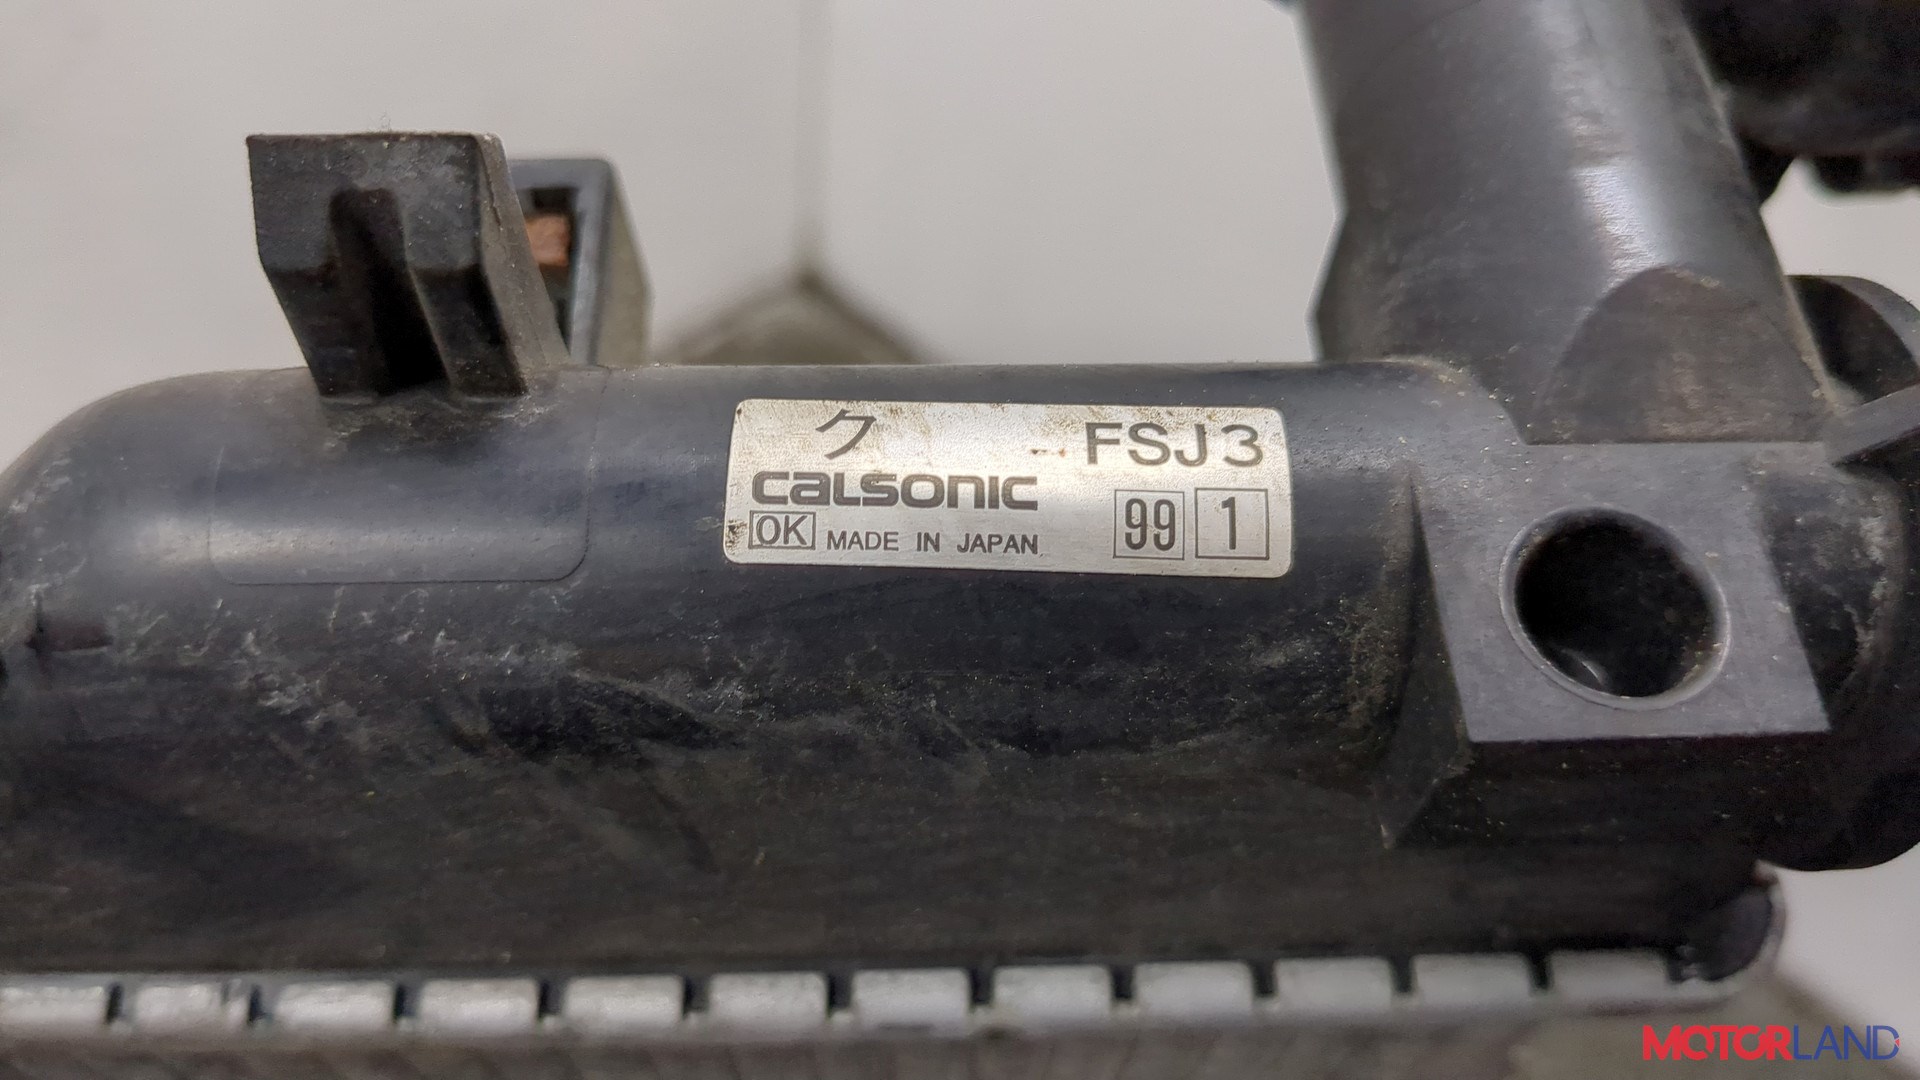 ク FSJ3
calsonic
OK MADE IN JAPAN 99 1
MOTORLAND